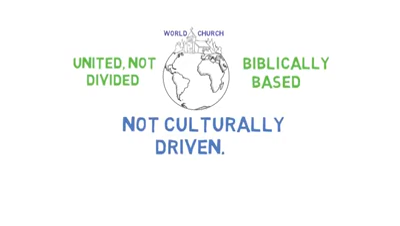 WORLD CHURCH
UNITED, NOT
DIVIDED
BIBLICALLY
BASED
NOT CULTURALLY
DRIVEN.